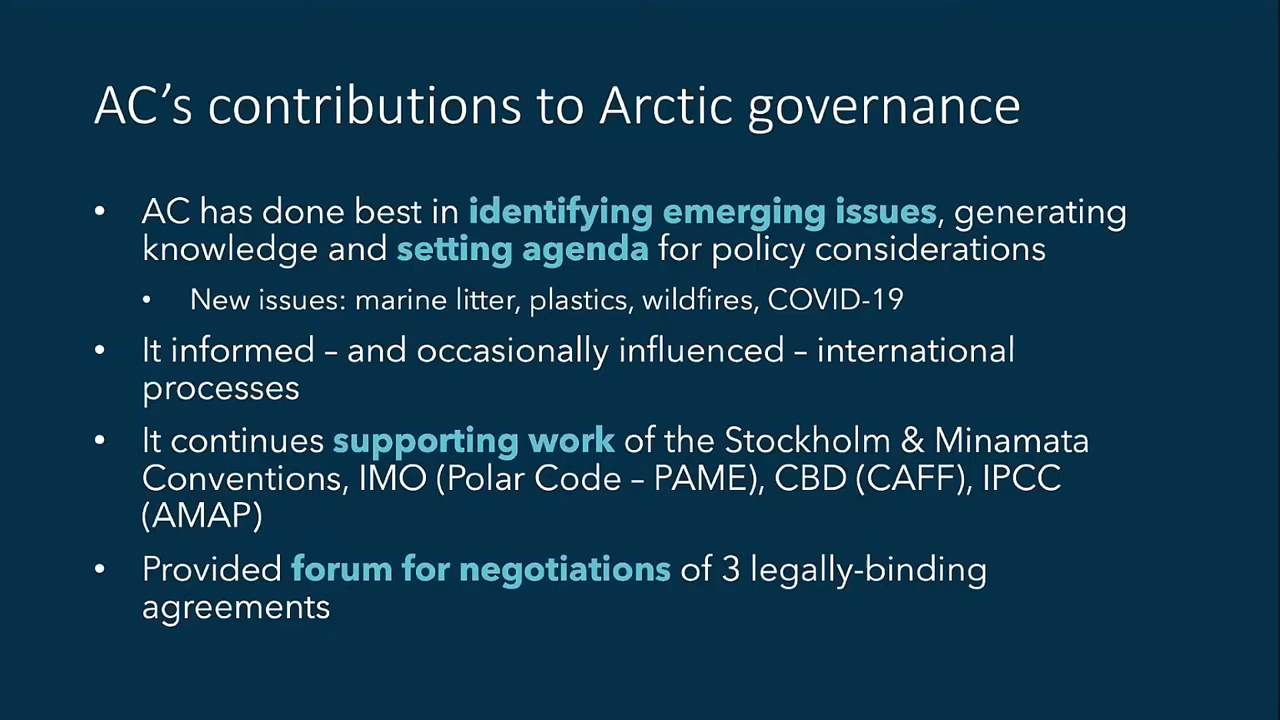 AC’s contributions to Arctic governance
• AC has done best in identifying emerging issues, generating
knowledge and setting agenda for policy considerations
• New issues: marine litter, plastics, wildfires, COVID-19
• It informed – and occasionally influenced – international
processes
• It continues supporting work of the Stockholm & Minamata
Conventions, IMO (Polar Code – PAME), CBD (CAFF), IPCC
(AMAP)
• Provided forum for negotiations of 3 legally-binding
agreements